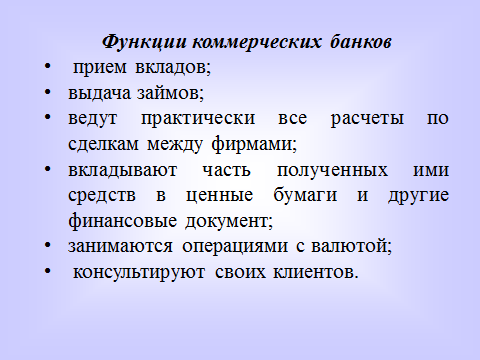 Функции коммерческих банков
• прием вкладов;
• выдача займов;
• ведут практически все расчеты по
сделкам между фирмами;
• вкладывают часть полученных ими
средств в ценные бумаги и другие
финансовые документ;
• занимаются операциями с валютой;
• консультируют своих клиентов.